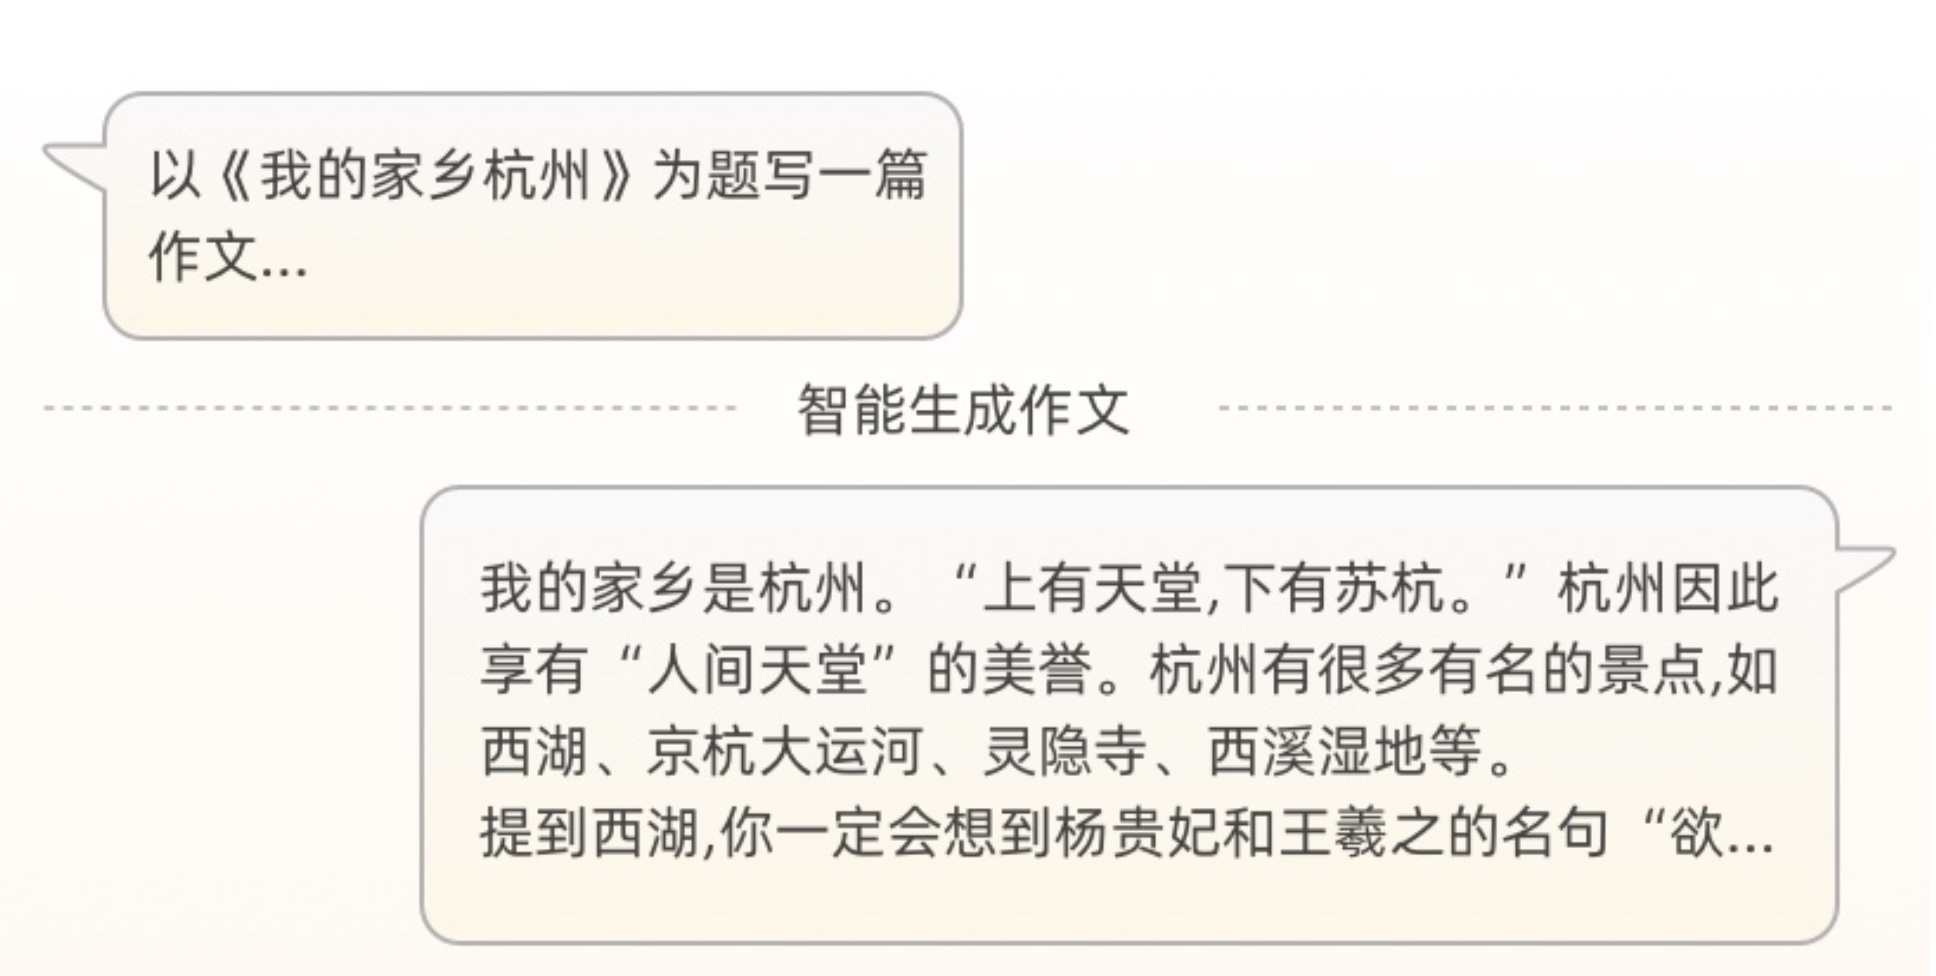 以《我的家乡杭州》为题写一篇
作文...
智能生成作文
我的家乡是杭州。“上有天堂,下有苏杭。”杭州因此
享有“人间天堂”的美誉。杭州有很多有名的景点,如
西湖、京杭大运河、灵隐寺、西溪湿地等。
提到西湖,你一定会想到杨贵妃和王羲之的名句“欲...